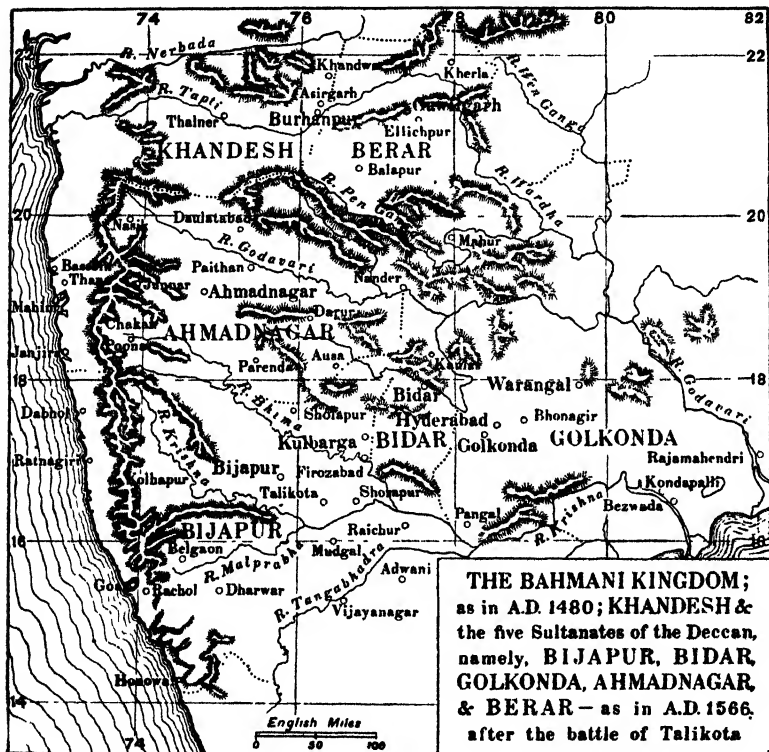 74 76 78 80 82
22 22
R. Nerbada
Khandwa
Kherla
R. Wen Ganga
Asirgarh
R. Tapti
Thalner
Burhanpur
Gawilgarh
Ellichpur
KHANDESH BERAR
Balapur
R. Wardha
R. Pen Ganga
20 20
Nasik
Daulatabad
Mahur
R. Godavari
Bassein
Paithan
Nander
Thana
Junnar
Ahmadnagar
Mahim
Darur
Chakan
AHMADNAGAR
Poona
Janjira
Parenda
Ausa
Kaulas
R. Godavari
18 18
Bidar
Warangal
R. Bhima
Dabhol
Sholapur
Hyderabad
Bhonagir
R. Krishna
Kulbarga
BIDAR
Golkonda
GOLKONDA
Ratnagiri
Bijapur
Firozabad
Rajamahendri
Kolhapur
Talikota
Shorapur
Kondapalli
BIJAPUR
Raichur
Pangal
R. Krishna
Bezwada
16 16
Belgaon
Mudgal
R. Malprabha
Goa
Rachol
Dharwar
R. Tangabhadra
Adwani
Vijayanagar
Honowar
14
74
English Miles
0 50 100
THE BAHMANI KINGDOM;
as in A.D. 1480; KHANDESH &
the five Sultanates of the Deccan,
namely, BIJAPUR, BIDAR,
GOLKONDA, AHMADNAGAR,
& BERAR — as in A.D. 1566,
after the battle of Talikota